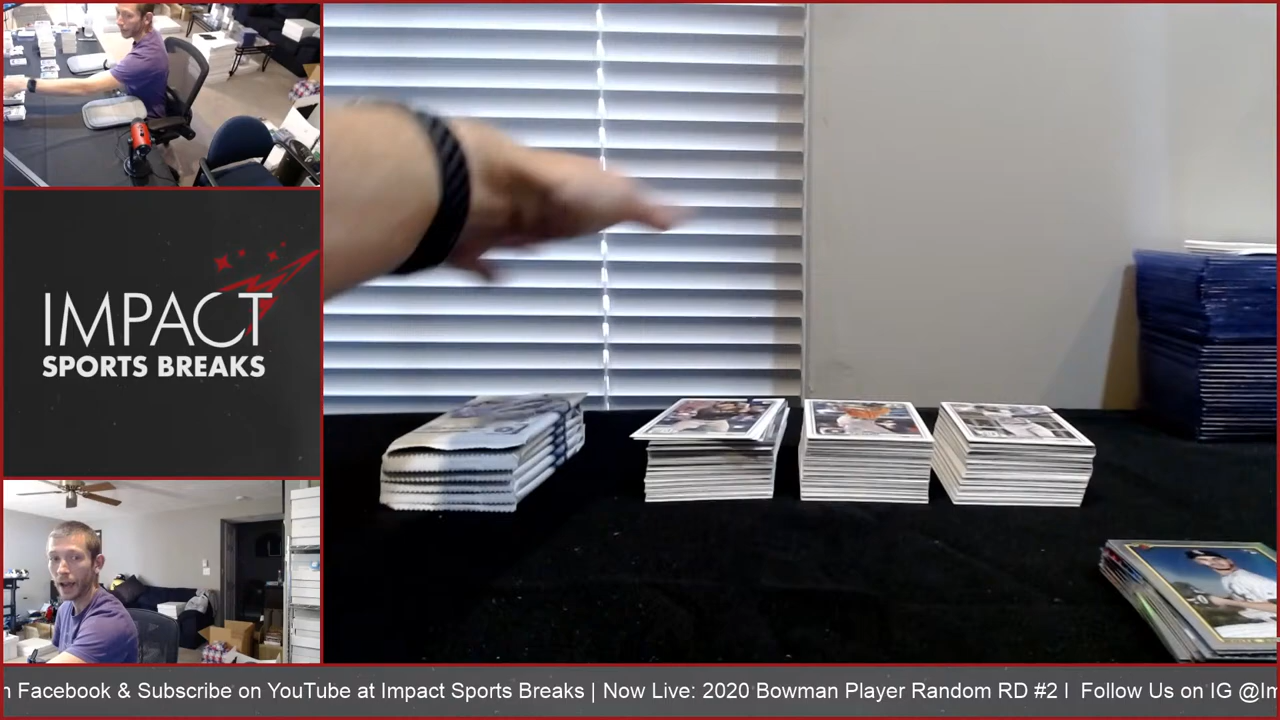 IMPACT
SPORTS BREAKS
n Facebook & Subscribe on YouTube at Impact Sports Breaks | Now Live: 2020 Bowman Player Random RD #2 | Follow Us on IG @Im